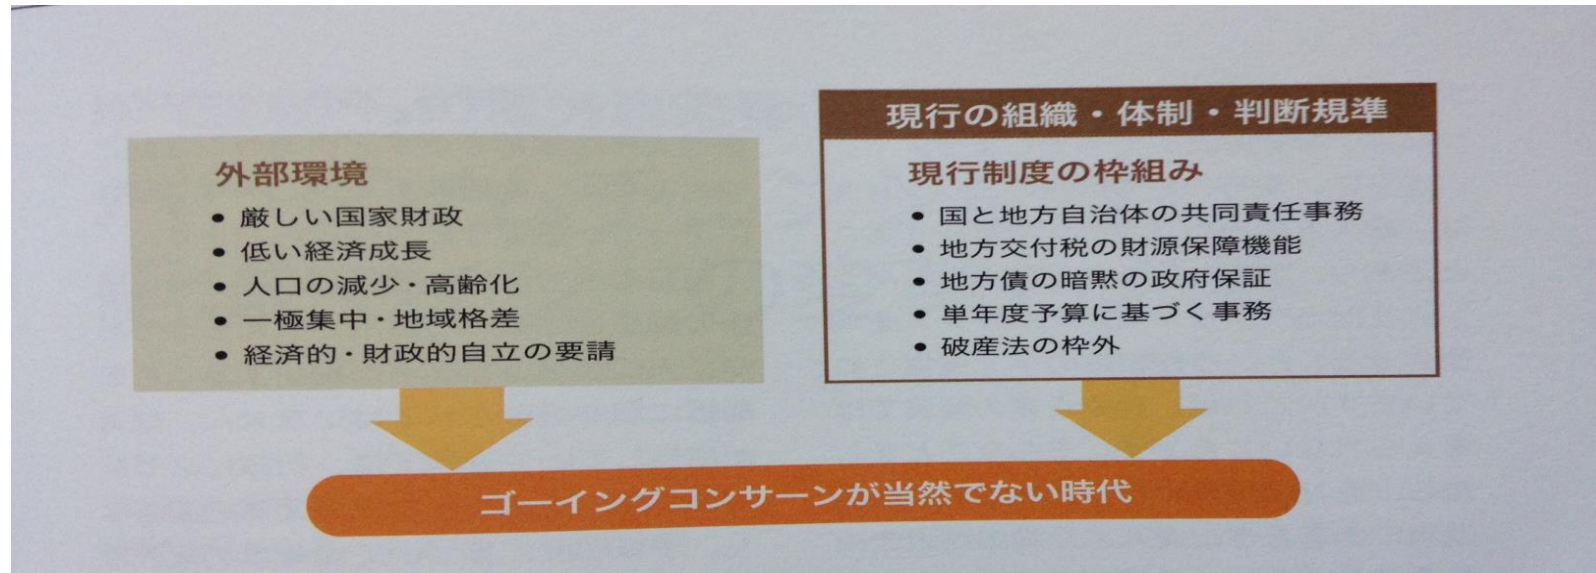 外部環境
• 厳しい国家財政
• 低い経済成長
• 人口の減少・高齢化
• 一極集中・地域格差
• 経済的・財政的自立の要請
現行の組織・体制・判断規準
現行制度の枠組み
• 国と地方自治体の共同責任事務
• 地方交付税の財源保障機能
• 地方債の暗黙の政府保証
• 単年度予算に基づく事務
• 破産法の枠外
ゴーイングコンサーンが当然でない時代